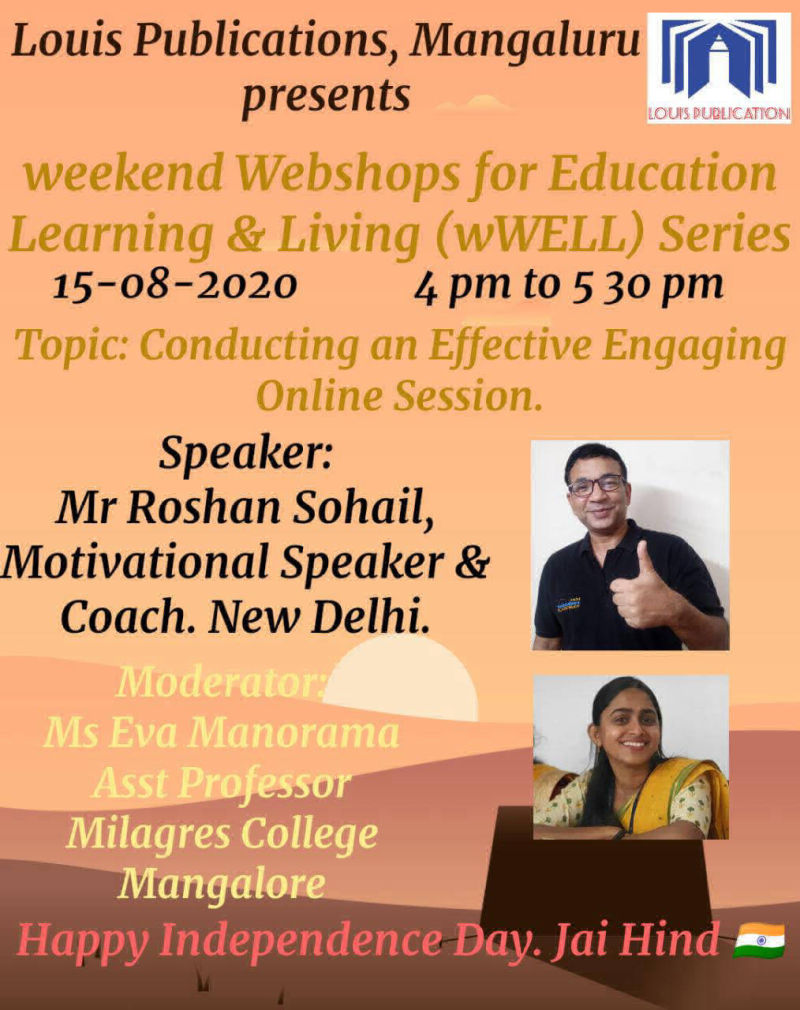 Louis Publications, Mangaluru
presents
LOUIS PUBLICATION
weekend Webshops for Education
Learning & Living (wWELL) Series
15-08-2020 4 pm to 5 30 pm
Topic: Conducting an Effective Engaging
Online Session.
Speaker:
Mr Roshan Sohail,
Motivational Speaker &
Coach. New Delhi.
Moderator:
Ms Eva Manorama
Asst Professor
Milagres College
Mangalore
Happy Independence Day. Jai Hind 🇮🇳